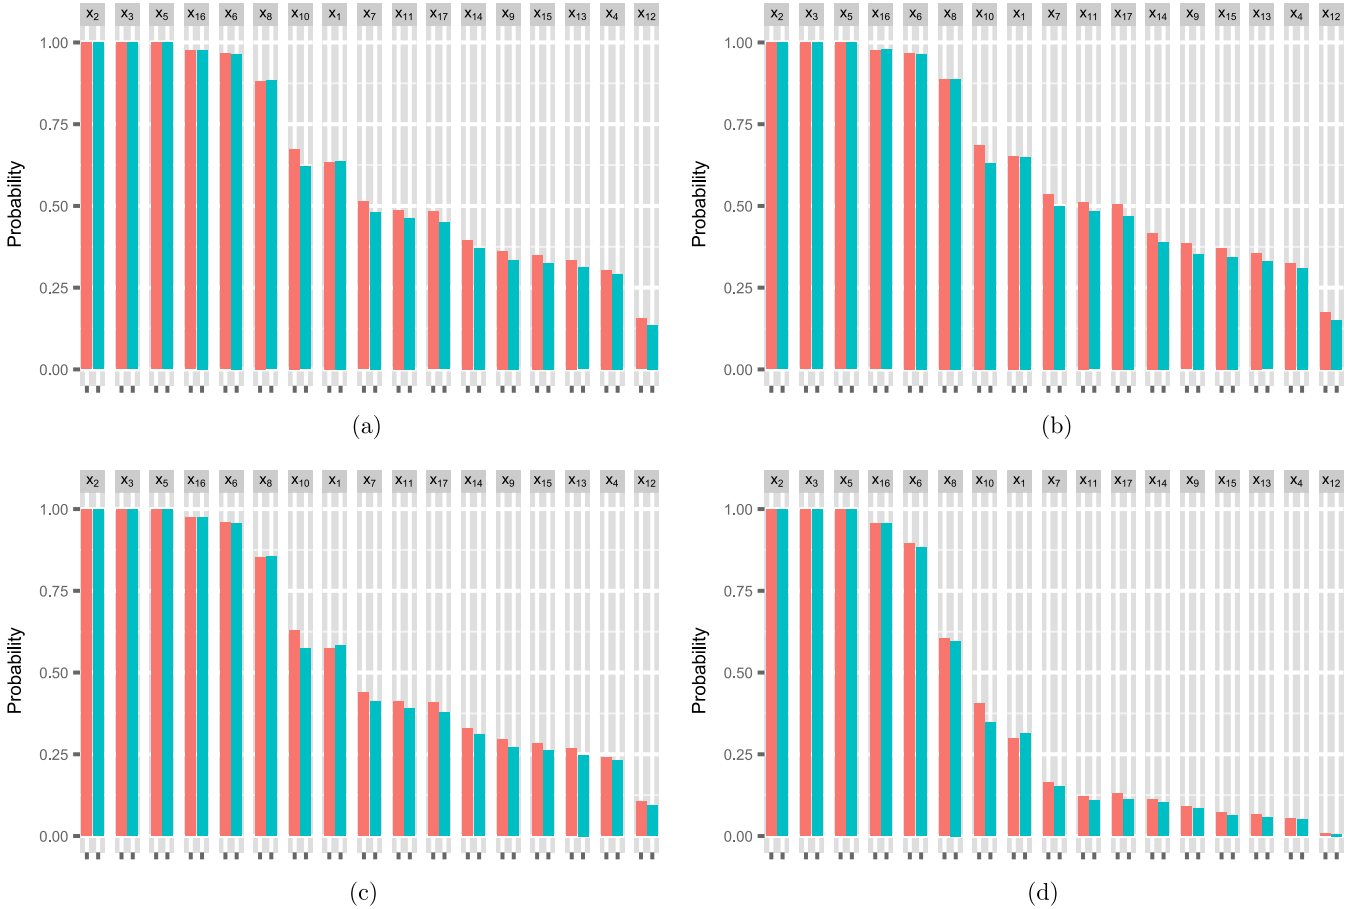 x₂ x₃ x₅ x₁₆ x₆ x₈ x₁₀ x₁ x₇ x₁₁ x₁₇ x₁₄ x₉ x₁₅ x₁₃ x₄ x₁₂
1.00
0.75
0.50
0.25
0.00
Probability
(a)
x₂ x₃ x₅ x₁₆ x₆ x₈ x₁₀ x₁ x₇ x₁₁ x₁₇ x₁₄ x₉ x₁₅ x₁₃ x₄ x₁₂
1.00
0.75
0.50
0.25
0.00
Probability
(b)
x₂ x₃ x₅ x₁₆ x₆ x₈ x₁₀ x₁ x₇ x₁₁ x₁₇ x₁₄ x₉ x₁₅ x₁₃ x₄ x₁₂
1.00
0.75
0.50
0.25
0.00
Probability
(c)
x₂ x₃ x₅ x₁₆ x₆ x₈ x₁₀ x₁ x₇ x₁₁ x₁₇ x₁₄ x₉ x₁₅ x₁₃ x₄ x₁₂
1.00
0.75
0.50
0.25
0.00
Probability
(d)